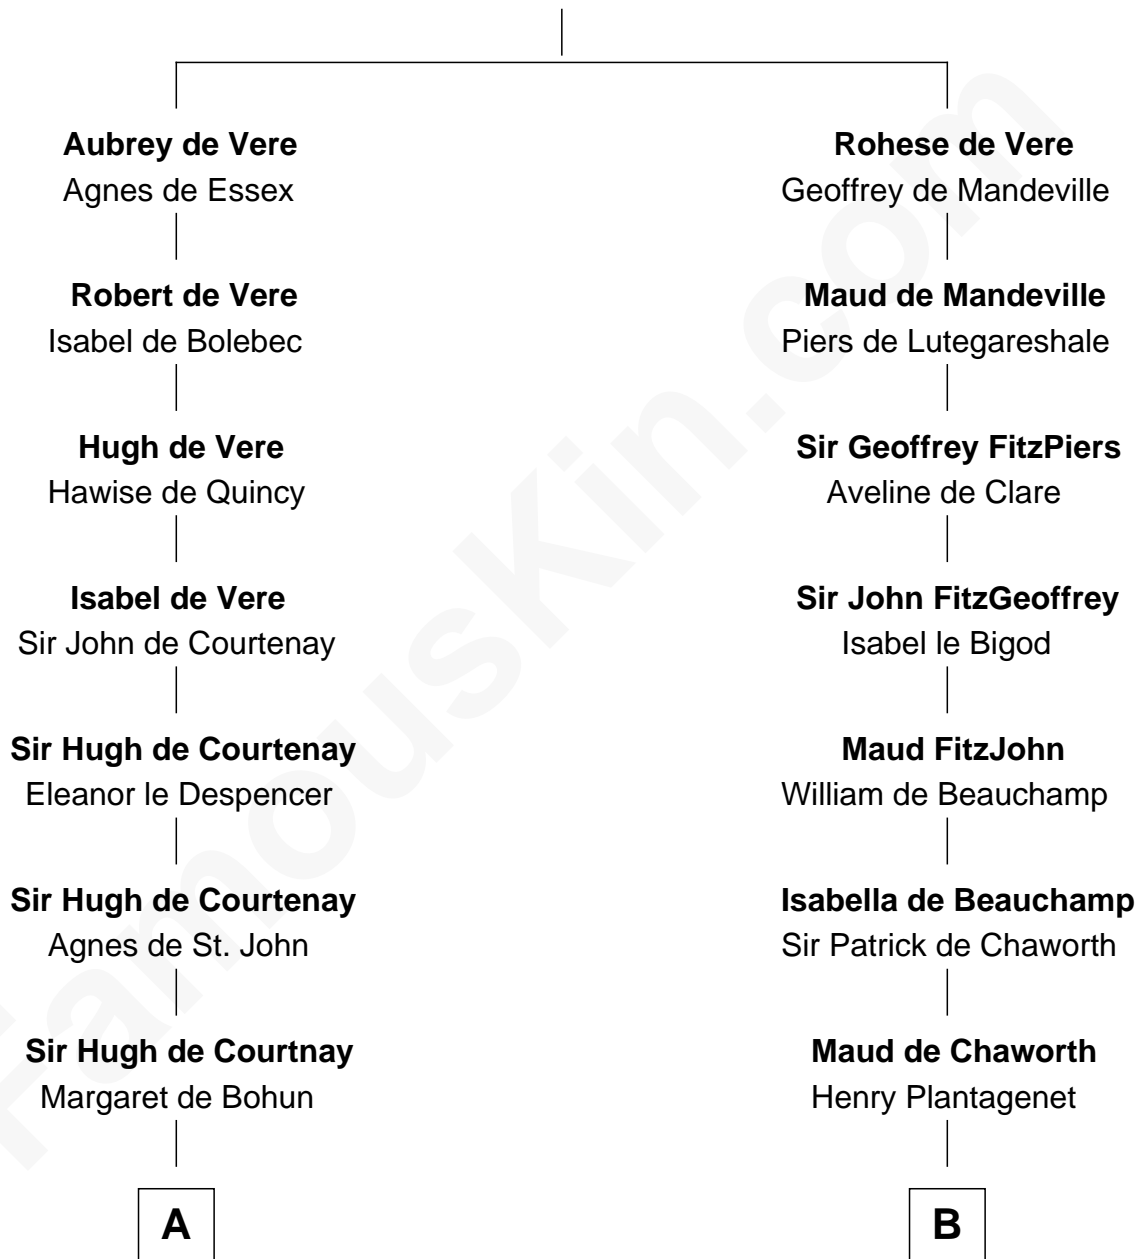 Aubrey de Vere
Agnes de Essex
Robert de Vere
Isabel de Bolebec
Hugh de Vere
Hawise de Quincy
Isabel de Vere
Sir John de Courtenay
Sir Hugh de Courtenay
Eleanor le Despencer
Sir Hugh de Courtenay
Agnes de St. John
Sir Hugh de Courtnay
Margaret de Bohun
A
Rohese de Vere
Geoffrey de Mandeville
Maud de Mandeville
Piers de Lutegareshale
Sir Geoffrey FitzPiers
Aveline de Clare
Sir John FitzGeoffrey
Isabel le Bigod
Maud FitzJohn
William de Beauchamp
Isabella de Beauchamp
Sir Patrick de Chaworth
Maud de Chaworth
Henry Plantagenet
B
FamousKin.com